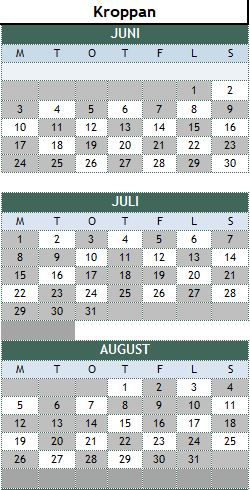 Kroppan
JUNI
M T O T F L S
1 2
3 4 5 6 7 8 9
10 11 12 13 14 15 16
17 18 19 20 21 22 23
24 25 26 27 28 29 30
JULI
M T O T F L S
1 2 3 4 5 6 7
8 9 10 11 12 13 14
15 16 17 18 19 20 21
22 23 24 25 26 27 28
29 30 31
AUGUST
M T O T F L S
1 2 3 4
5 6 7 8 9 10 11
12 13 14 15 16 17 18
19 20 21 22 23 24 25
26 27 28 29 30 31